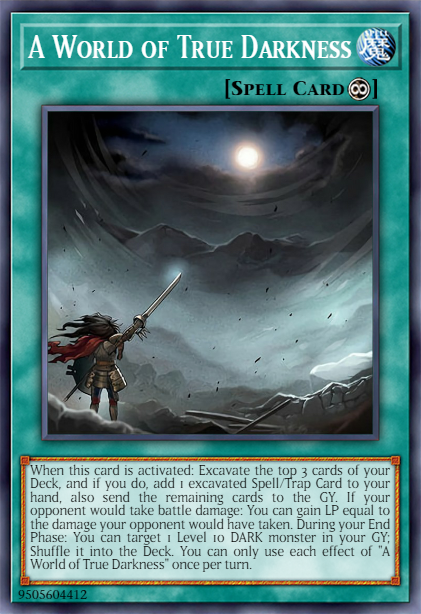 A World of True Darkness 魔
[Spell Card]
When this card is activated: Excavate the top 3 cards of your
Deck, and if you do, add 1 excavated Spell/Trap Card to your
hand, also send the remaining cards to the GY. If your
opponent would take battle damage: You can gain LP equal to
the damage your opponent would have taken. During your End
Phase: You can target 1 Level 10 DARK monster in your GY;
Shuffle it into the Deck. You can only use each effect of "A
World of True Darkness" once per turn.
9505604412